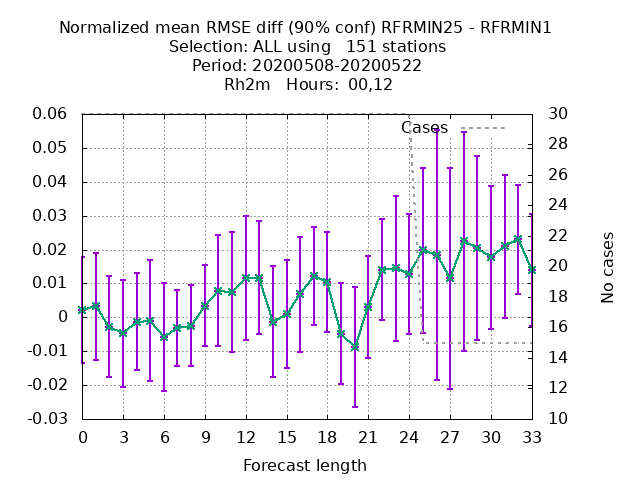 Normalized mean RMSE diff (90% conf) RFRMIN25 - RFRMIN1
Selection: ALL using   151 stations
Period: 20200508-20200522
Rh2m   Hours:  00,12
Cases
0.06
0.05
0.04
0.03
0.02
0.01
0
-0.01
-0.02
-0.03
30
28
26
24
22
20
18
16
14
12
10
No cases
0 3 6 9 12 15 18 21 24 27 30 33
Forecast length